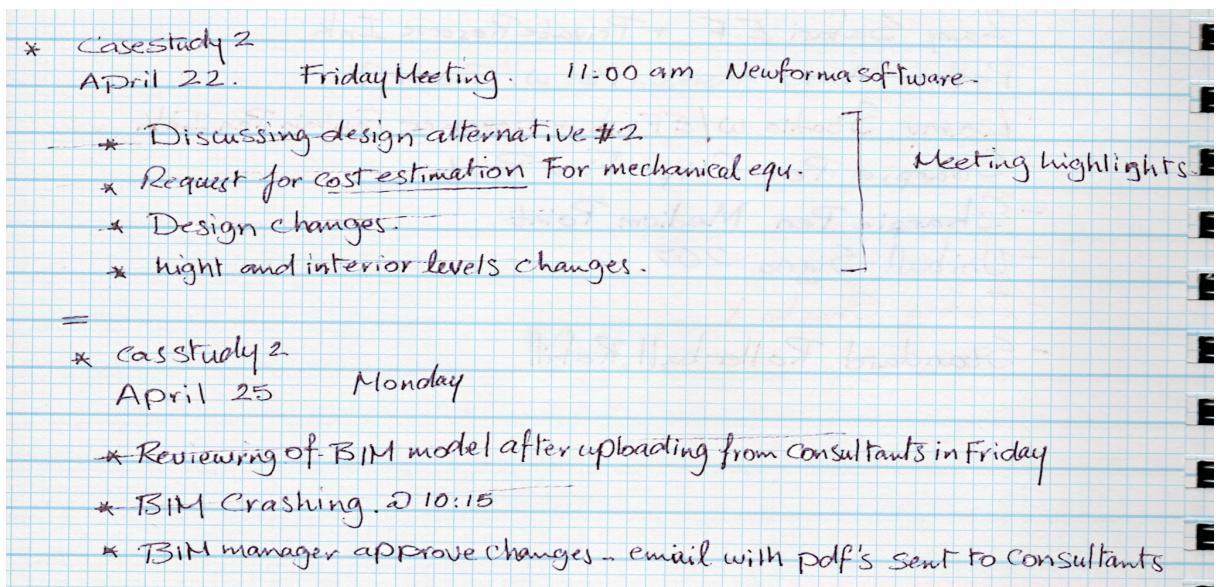 * Casestudy 2
April 22. Friday Meeting. 11:00 am Newforma software.
* Discussing design alternative #2
* Request for cost estimation For mechanical equ.
Meeting highlights.
* Design changes.
* hight and interior levels changes.
=
* casstudy 2
April 25 Monday
* Reviewing of BIM model after uploading from consultants in Friday
* BIM Crashing. @ 10:15
* BIM manager approve changes - email with pdf's sent to consultants